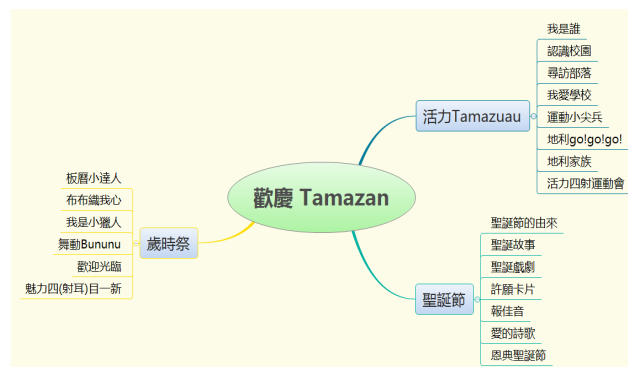 歡慶 Tamazan
活力Tamazuau
我是誰
認識校園
尋訪部落
我愛學校
運動小尖兵
地利go!go!go!
地利家族
活力四射運動會
聖誕節
聖誕節的由來
聖誕故事
聖誕戲劇
許願卡片
報佳音
愛的詩歌
恩典聖誕節
歲時祭
板曆小達人
布布織我心
我是小獵人
舞動Bununu
歡迎光臨
魅力四(射耳)目一新